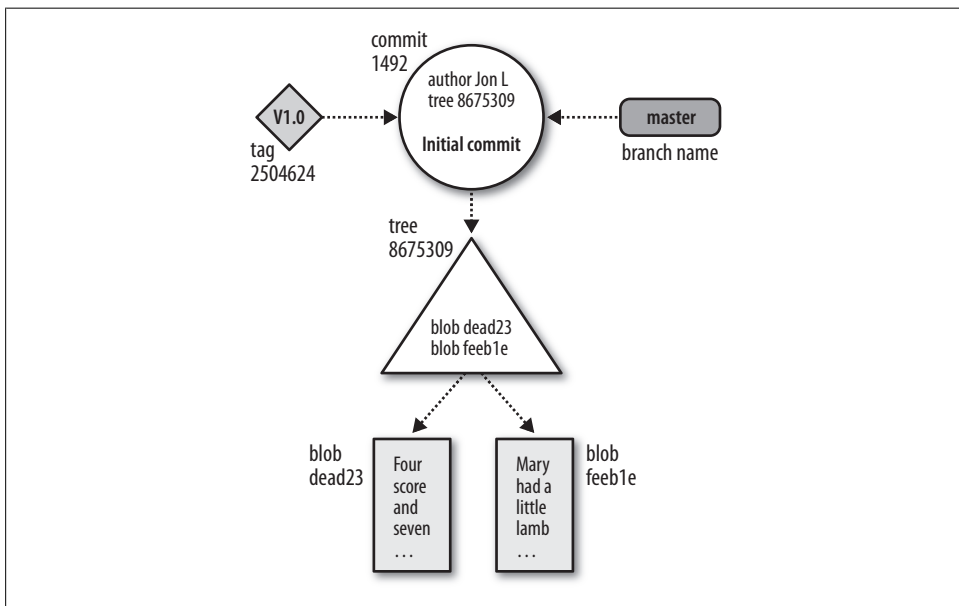 commit
1492
author Jon L
tree 8675309
Initial commit
V1.0
tag
2504624
master
branch name
tree
8675309
blob dead23
blob feeb1e
blob
dead23
Four
score
and
seven
...
Mary
had a
little
lamb
...
blob
feeb1e